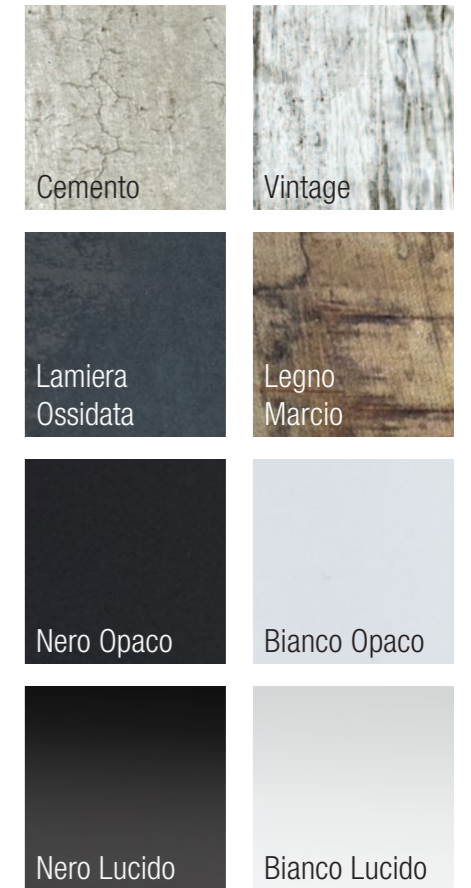 Cemento
Vintage
Lamiera
Ossidata
Legno
Marcio
Nero Opaco
Bianco Opaco
Nero Lucido
Bianco Lucido